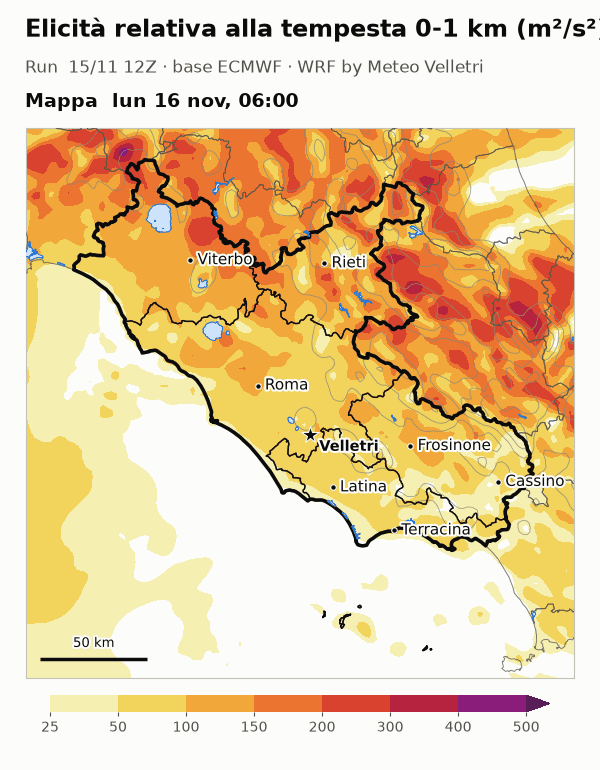 Elicità relativa alla tempesta 0-1 km (m²/s²)
Run 15/11 12Z · base ECMWF · WRF by Meteo Velletri
Mappa lun 16 nov, 06:00
Viterbo
Rieti
Roma
Velletri
Frosinone
Latina
Cassino
Terracina
50 km
25 50 100 150 200 300 400 500